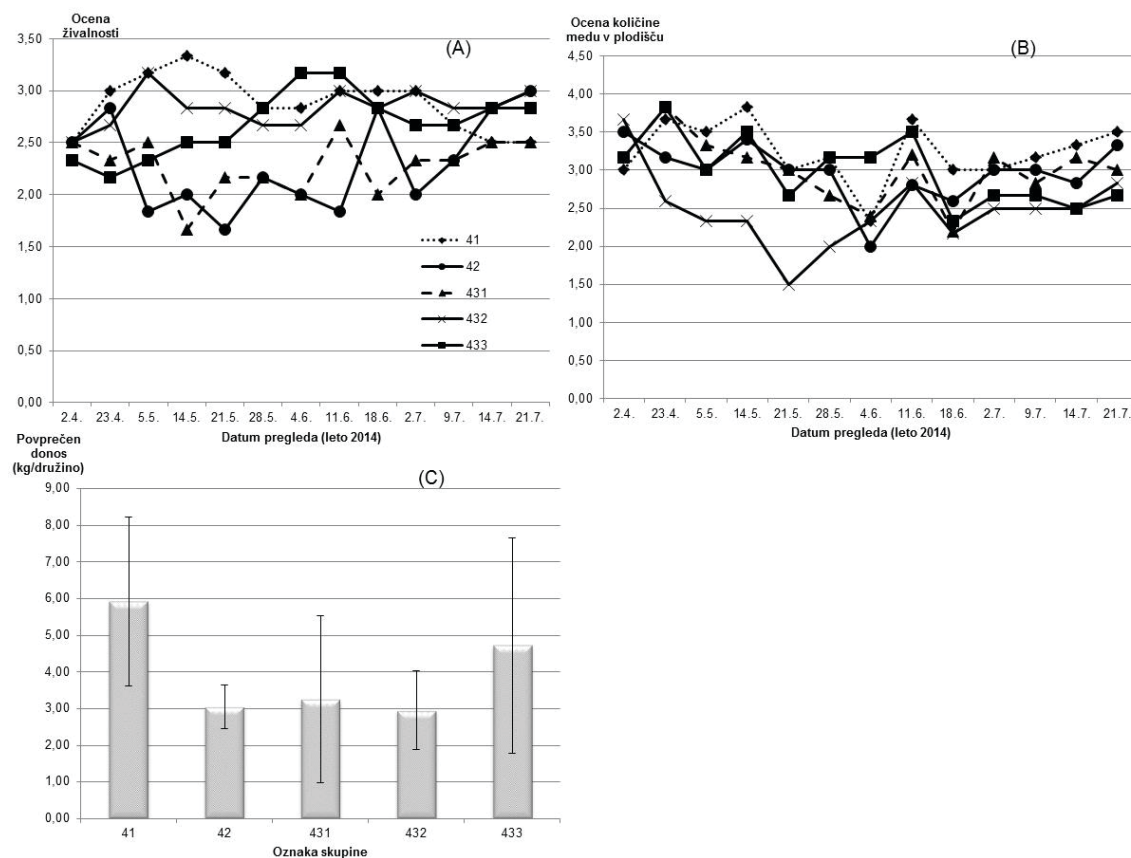 Ocena
živalnosti
(A)
3,50
3,00
2,50
2,00
1,50
1,00
0,50
0,00
41
42
431
432
433
2.4. 23.4. 5.5. 14.5. 21.5. 28.5. 4.6. 11.6. 18.6. 2.7. 9.7. 14.7. 21.7.
Datum pregleda (leto 2014)
Ocena količine
medu v plodišču
(B)
4,50
4,00
3,50
3,00
2,50
2,00
1,50
1,00
0,50
0,00
2.4. 23.4. 5.5. 14.5. 21.5. 28.5. 4.6. 11.6. 18.6. 2.7. 9.7. 14.7. 21.7.
Datum pregleda (leto 2014)
Povprečen
donos
(kg/družino)
(C)
9,00
8,00
7,00
6,00
5,00
4,00
3,00
2,00
1,00
0,00
41 42 431 432 433
Oznaka skupine